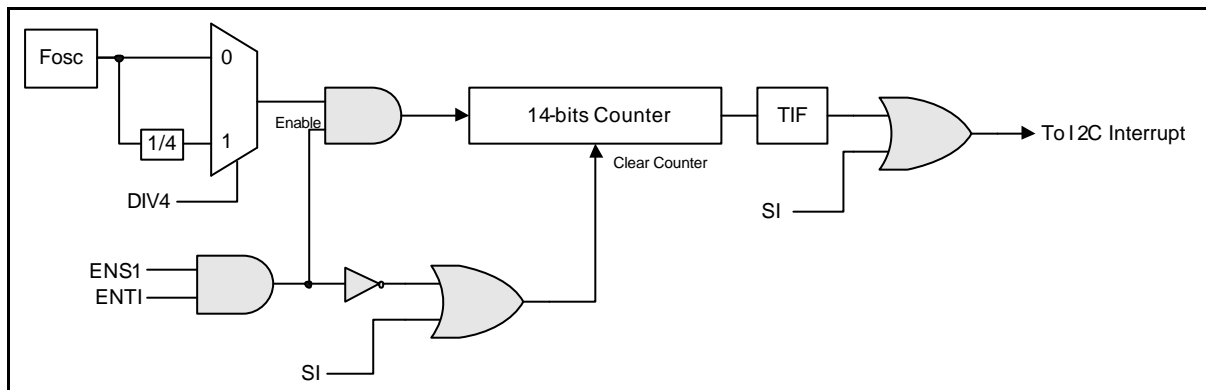 Fosc
0
1/4
1
Enable
DIV4
14-bits Counter
Clear Counter
TIF
SI
To I2C Interrupt
ENS1
ENTI
SI